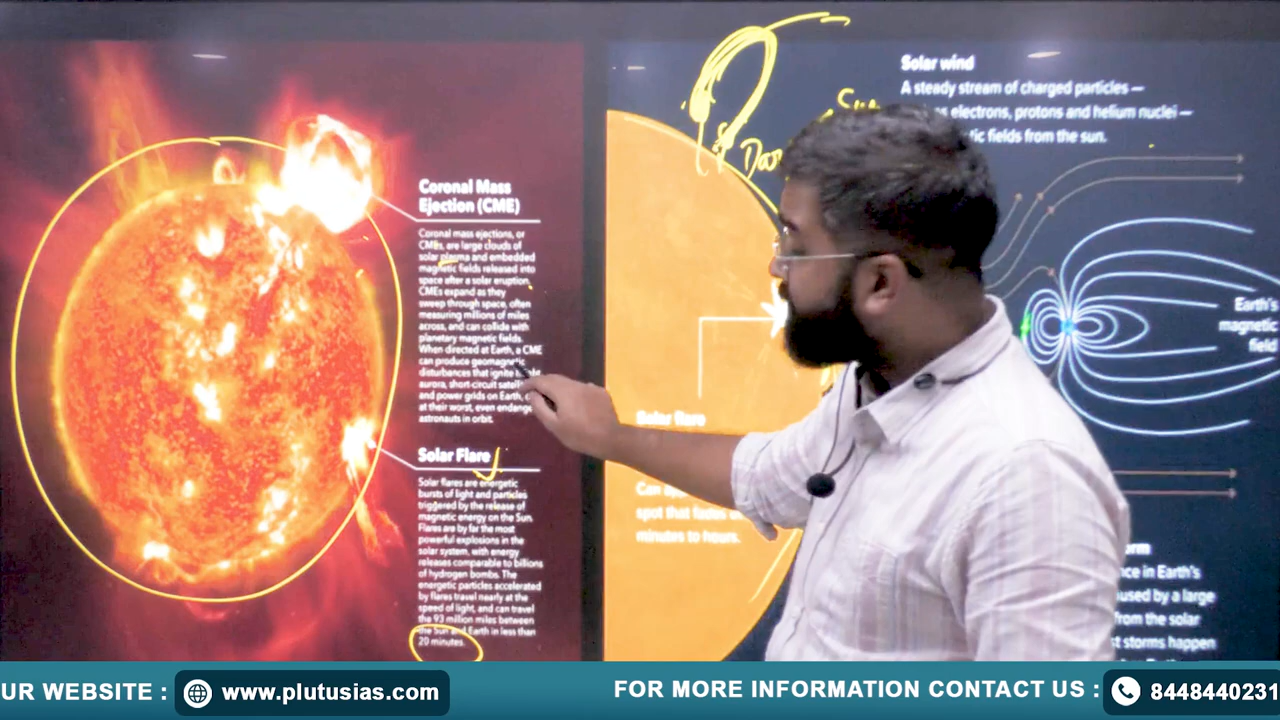 Coronal Mass
Ejection (CME)
Coronal mass ejections, or
CMEs, are large clouds of
solar plasma and embedded
magnetic fields released into
space after a solar eruption.
CMEs expand as they
sweep through space, often
measuring millions of miles
across, and can collide with
planetary magnetic fields.
When directed at Earth, a CME
can produce geomagnetic
disturbances that ignite
aurora, short-circuit
and power grids on Earth,
at their worst, even
astronauts in orbit.
Solar Flare
Solar flares are energetic
bursts of light and particles
triggered by the release of
magnetic energy on the Sun.
Flares are by far the most
powerful explosions in the
solar system, with energy
releases comparable to billions
of hydrogen bombs. The
energetic particles accelerated
by flares travel nearly at the
speed of light, and can travel
the 93 million miles between
the Sun and Earth in less than
20 minutes.
Solar flare
Can
spot that fades
minutes to hours.
Solar wind
A steady stream of charged particles —
electrons, protons and helium nuclei —
fields from the sun.
Earth's
magnetic
field
in Earth's
by a large
from the solar
storms happen
UR WEBSITE : www.plutusias.com
FOR MORE INFORMATION CONTACT US : 8448440231